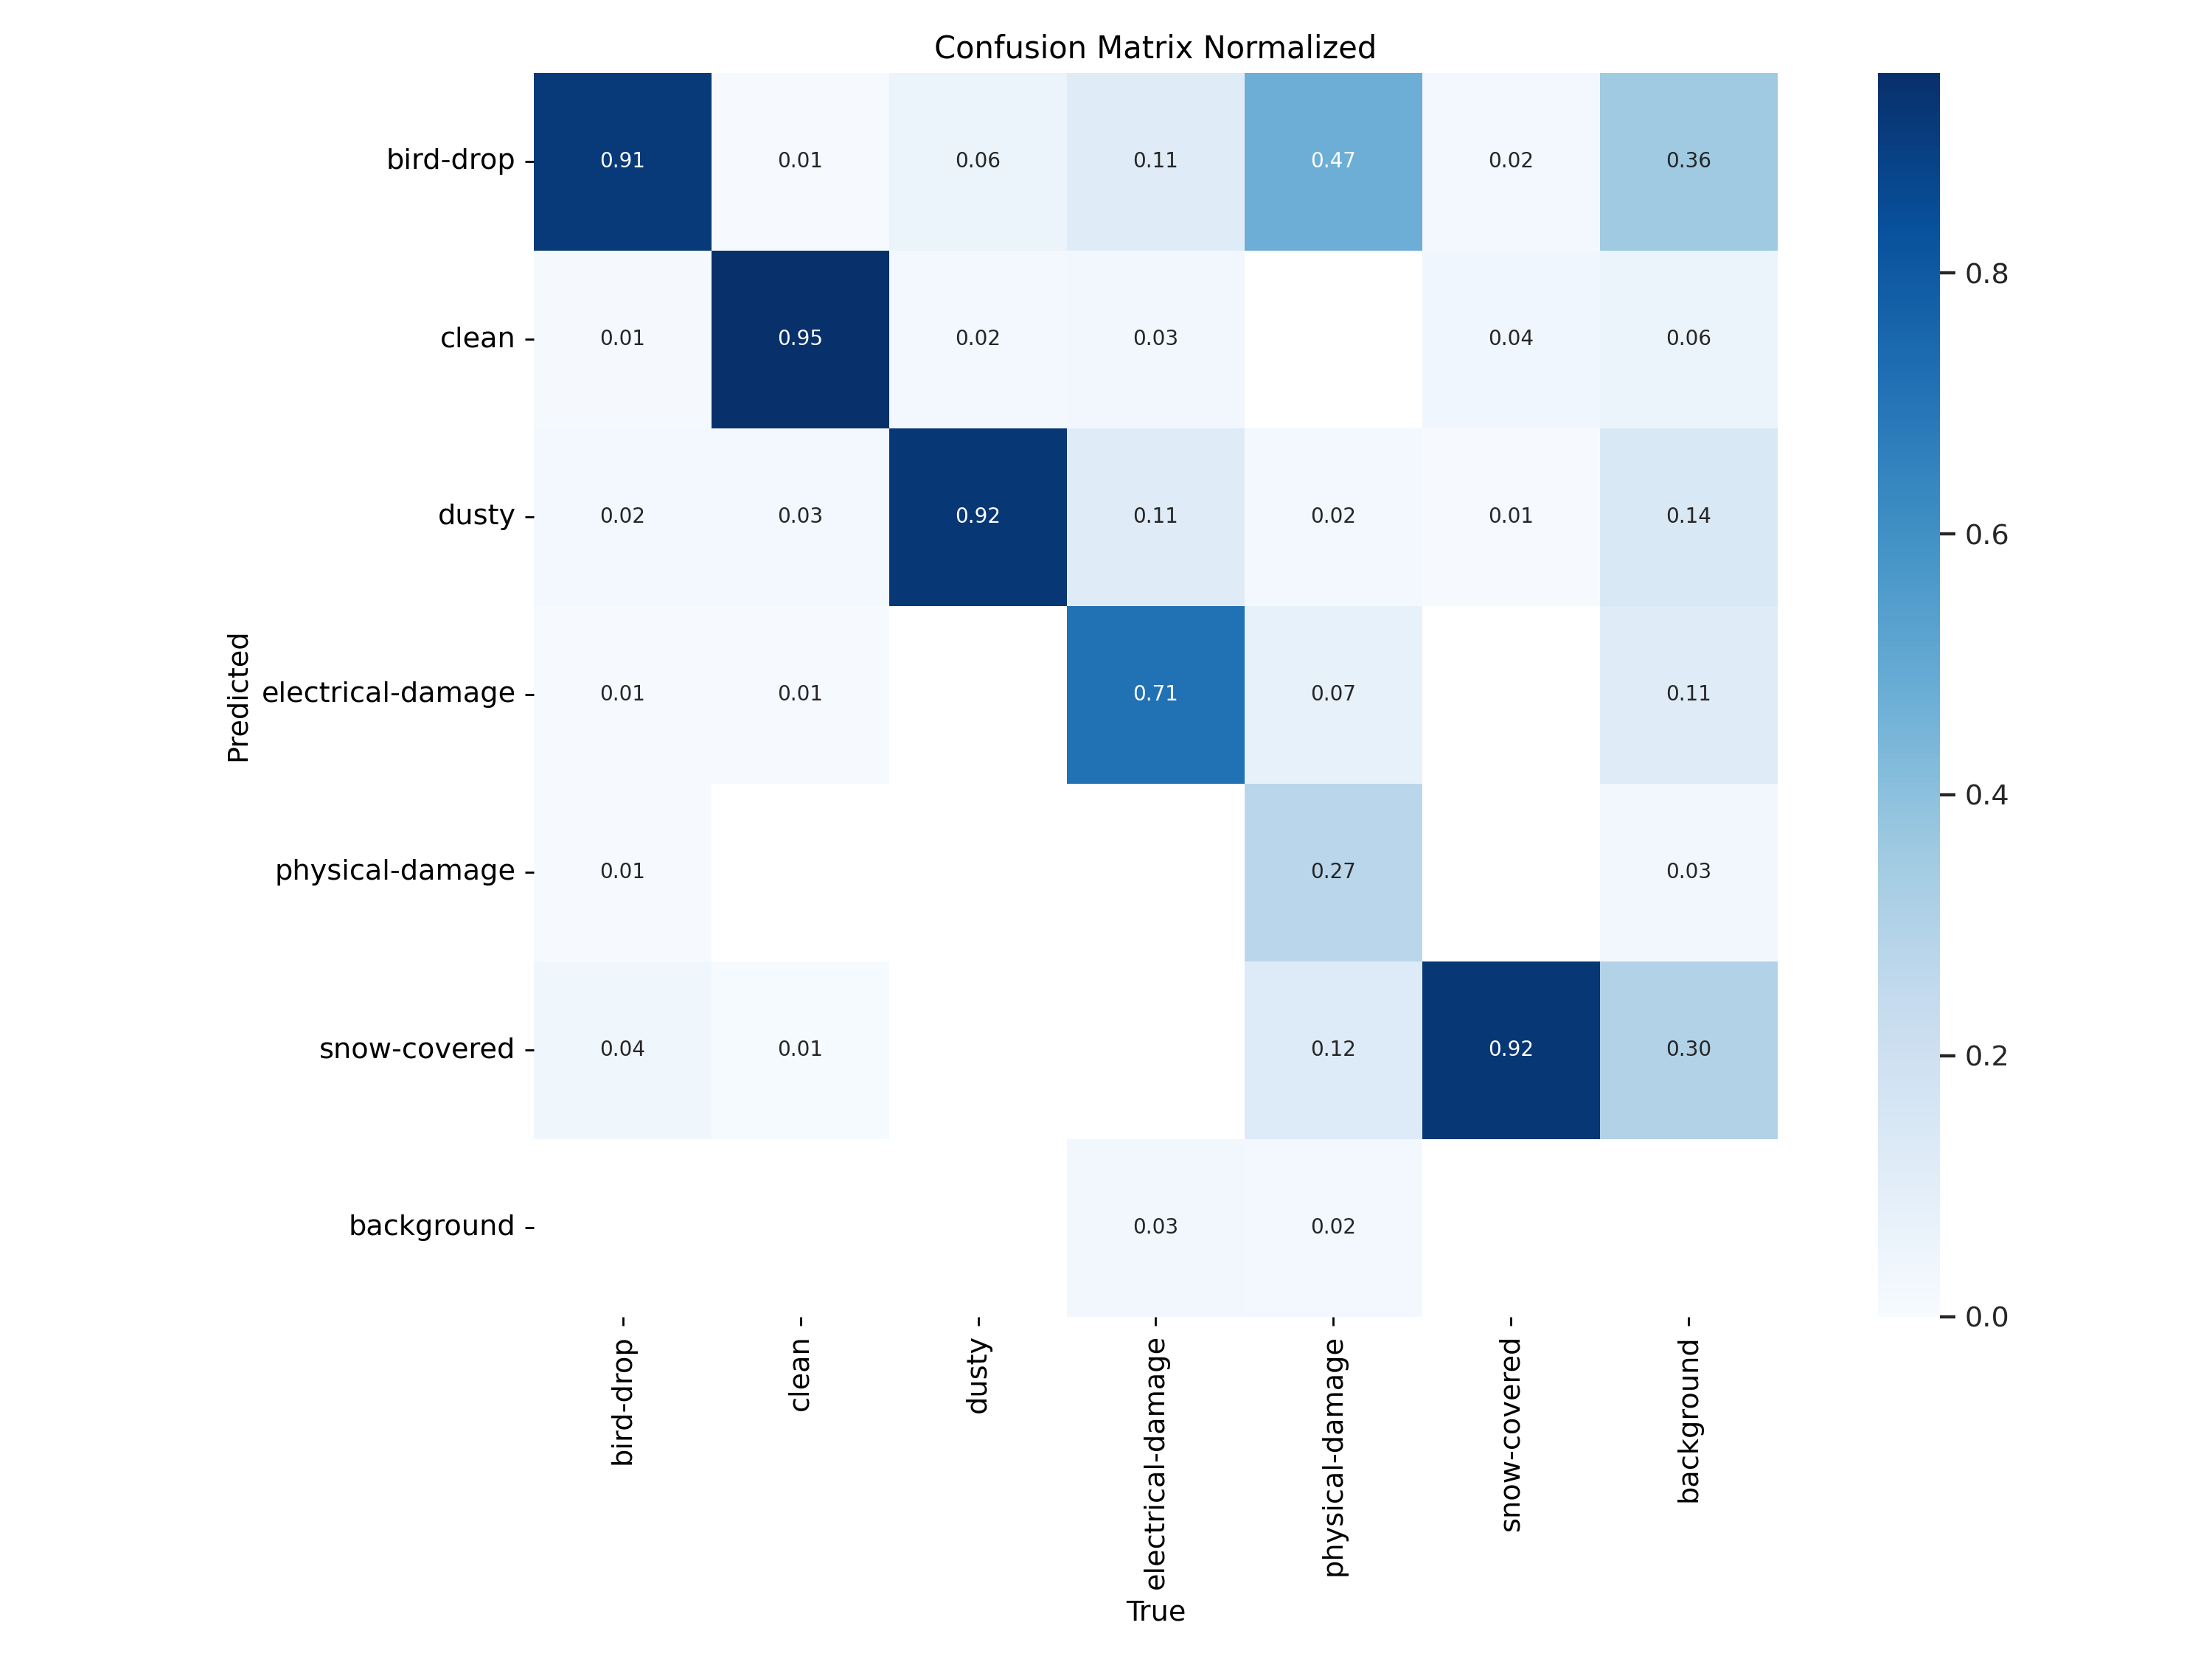 Confusion Matrix Normalized
bird-drop 0.91 0.01 0.06 0.11 0.47 0.02 0.36
clean 0.01 0.95 0.02 0.03 0.04 0.06
dusty 0.02 0.03 0.92 0.11 0.02 0.01 0.14
electrical-damage 0.01 0.01 0.71 0.07 0.11
physical-damage 0.01 0.27 0.03
snow-covered 0.04 0.01 0.12 0.92 0.30
background 0.03 0.02
Predicted
bird-drop
clean
dusty
electrical-damage
physical-damage
snow-covered
background
True
0.8
0.6
0.4
0.2
0.0